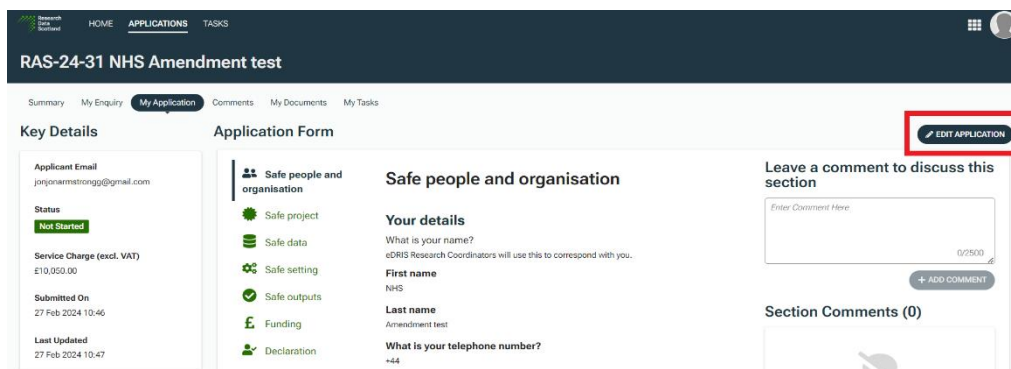 Research
Data
Scotland
HOME APPLICATIONS TASKS
RAS-24-31 NHS Amendment test
Summary My Enquiry My Application Comments My Documents My Tasks
Key Details
Applicant Email
jonjonarmstrongg@gmail.com
Status
Not Started
Service Charge (excl. VAT)
£10,050.00
Submitted On
27 Feb 2024 10:46
Last Updated
27 Feb 2024 10:47
Application Form
Safe people and
organisation
Safe project
Safe data
Safe setting
Safe outputs
Funding
Declaration
Safe people and organisation
Your details
What is your name?
eDRIS Research Coordinators will use this to correspond with you.
First name
NHS
Last name
Amendment test
What is your telephone number?
+44
EDIT APPLICATION
Leave a comment to discuss this
section
Enter Comment Here
0/2500
+ ADD COMMENT
Section Comments (0)